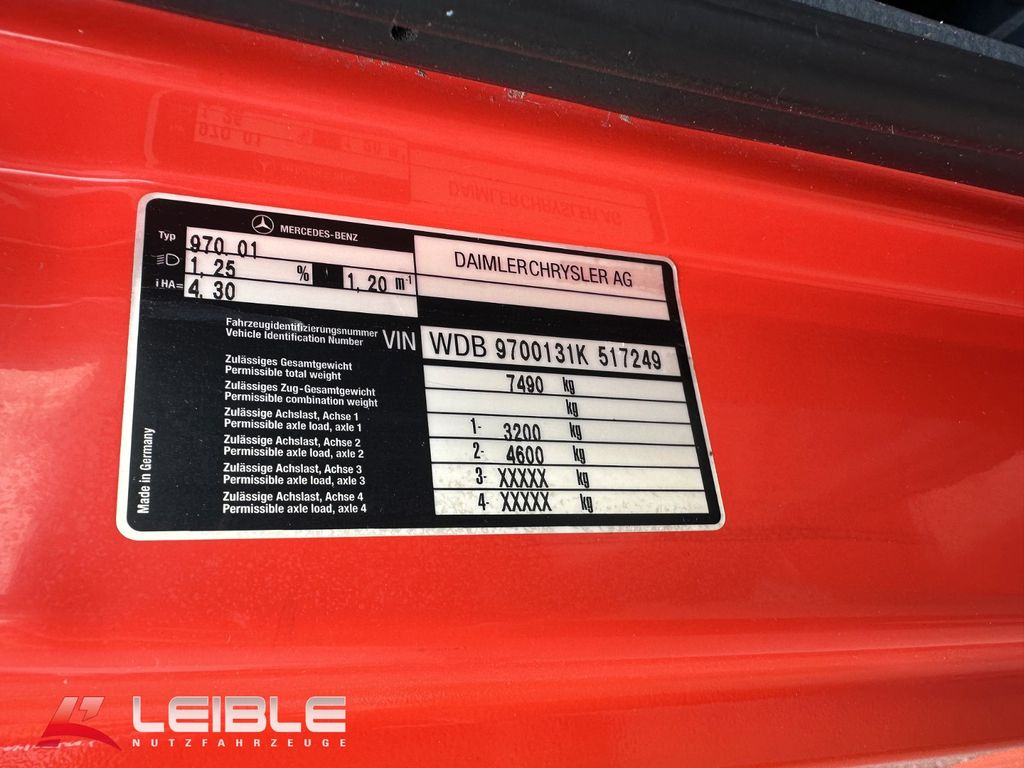 MERCEDES-BENZ
DAIMLERCHRYSLER AG
Typ 970.01
1,25 % 1,20 m⁻¹
iHA= 4,30
Fahrzeugidentifizierungsnummer
Vehicle Identification Number
VIN WDB 9700131K 517249
Zulässiges Gesamtgewicht
Permissible total weight
7490 kg
Zulässiges Zug-Gesamtgewicht
Permissible combination weight
kg
Zulässige Achslast, Achse 1
Permissible axle load, axle 1
1- 3200 kg
Zulässige Achslast, Achse 2
Permissible axle load, axle 2
2- 4600 kg
Zulässige Achslast, Achse 3
Permissible axle load, axle 3
3- XXXXX kg
Zulässige Achslast, Achse 4
Permissible axle load, axle 4
4- XXXXX kg
Made in Germany
LEIBLE
NUTZFAHRZEUGE